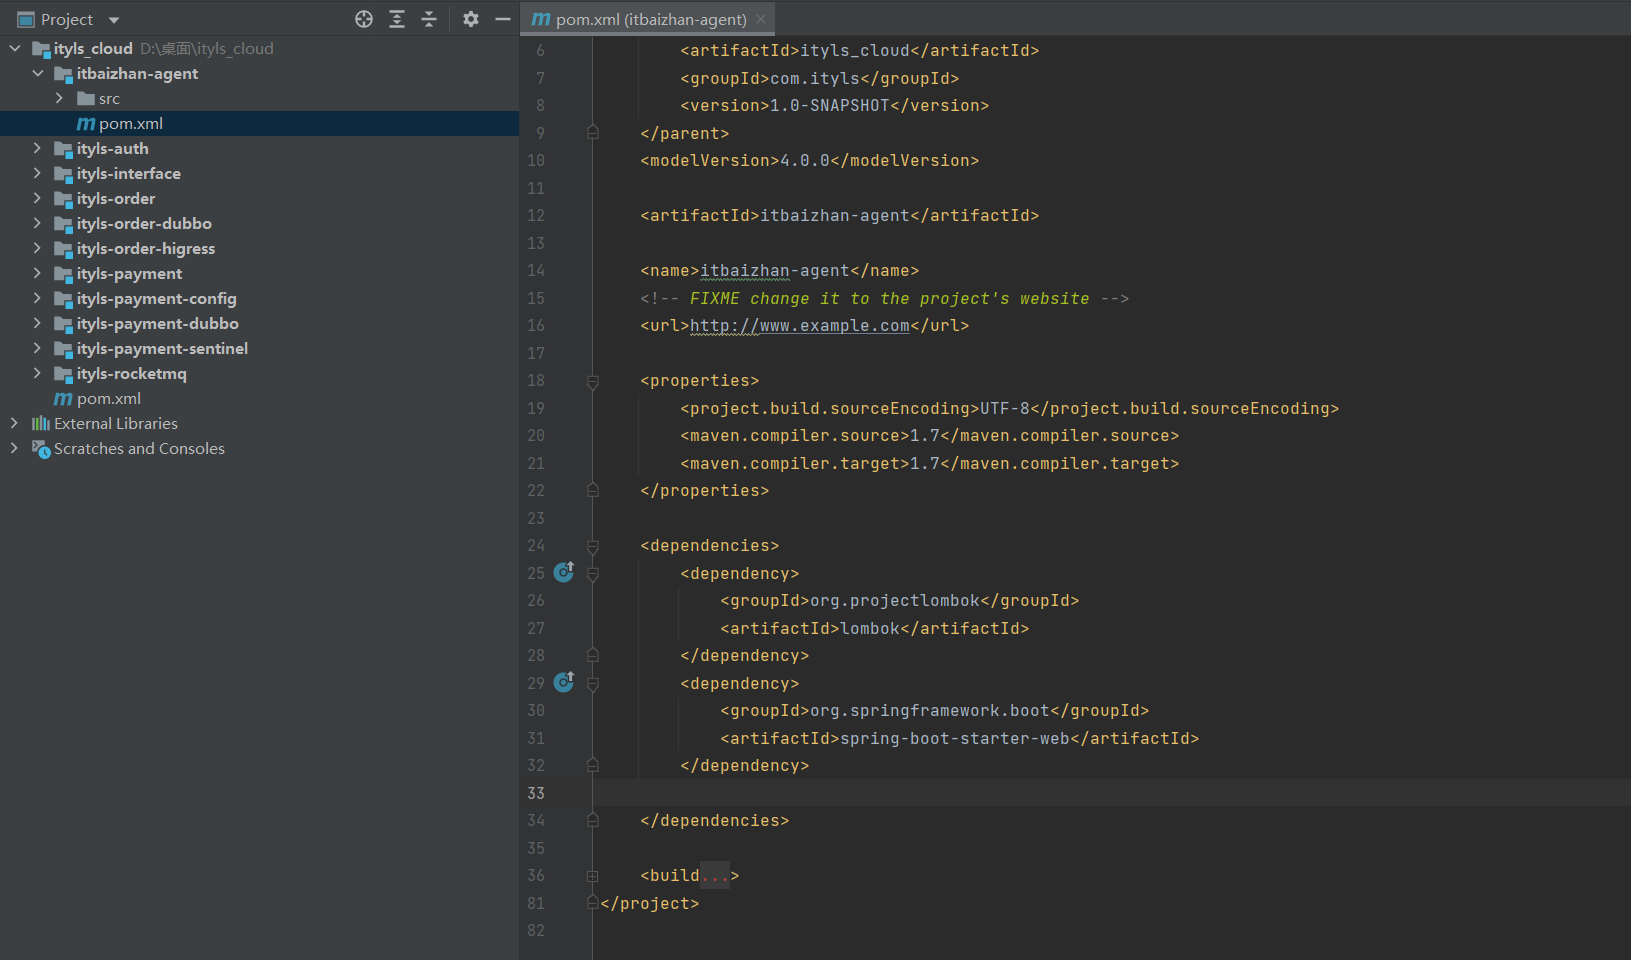 Project
ityls_cloud D:\桌面\ityls_cloud
itbaizhan-agent
src
pom.xml
ityls-auth
ityls-interface
ityls-order
ityls-order-dubbo
ityls-order-higress
ityls-payment
ityls-payment-config
ityls-payment-dubbo
ityls-payment-sentinel
ityls-rocketmq
pom.xml
External Libraries
Scratches and Consoles
pom.xml (itbaizhan-agent)
6 <artifactId>ityls_cloud</artifactId>
7 <groupId>com.ityls</groupId>
8 <version>1.0-SNAPSHOT</version>
9 </parent>
10 <modelVersion>4.0.0</modelVersion>
11
12 <artifactId>itbaizhan-agent</artifactId>
13
14 <name>itbaizhan-agent</name>
15 <!-- FIXME change it to the project's website -->
16 <url>http://www.example.com</url>
17
18 <properties>
19 <project.build.sourceEncoding>UTF-8</project.build.sourceEncoding>
20 <maven.compiler.source>1.7</maven.compiler.source>
21 <maven.compiler.target>1.7</maven.compiler.target>
22 </properties>
23
24 <dependencies>
25 <dependency>
26 <groupId>org.projectlombok</groupId>
27 <artifactId>lombok</artifactId>
28 </dependency>
29 <dependency>
30 <groupId>org.springframework.boot</groupId>
31 <artifactId>spring-boot-starter-web</artifactId>
32 </dependency>
33
34 </dependencies>
35
36 <build...>
81 </project>
82